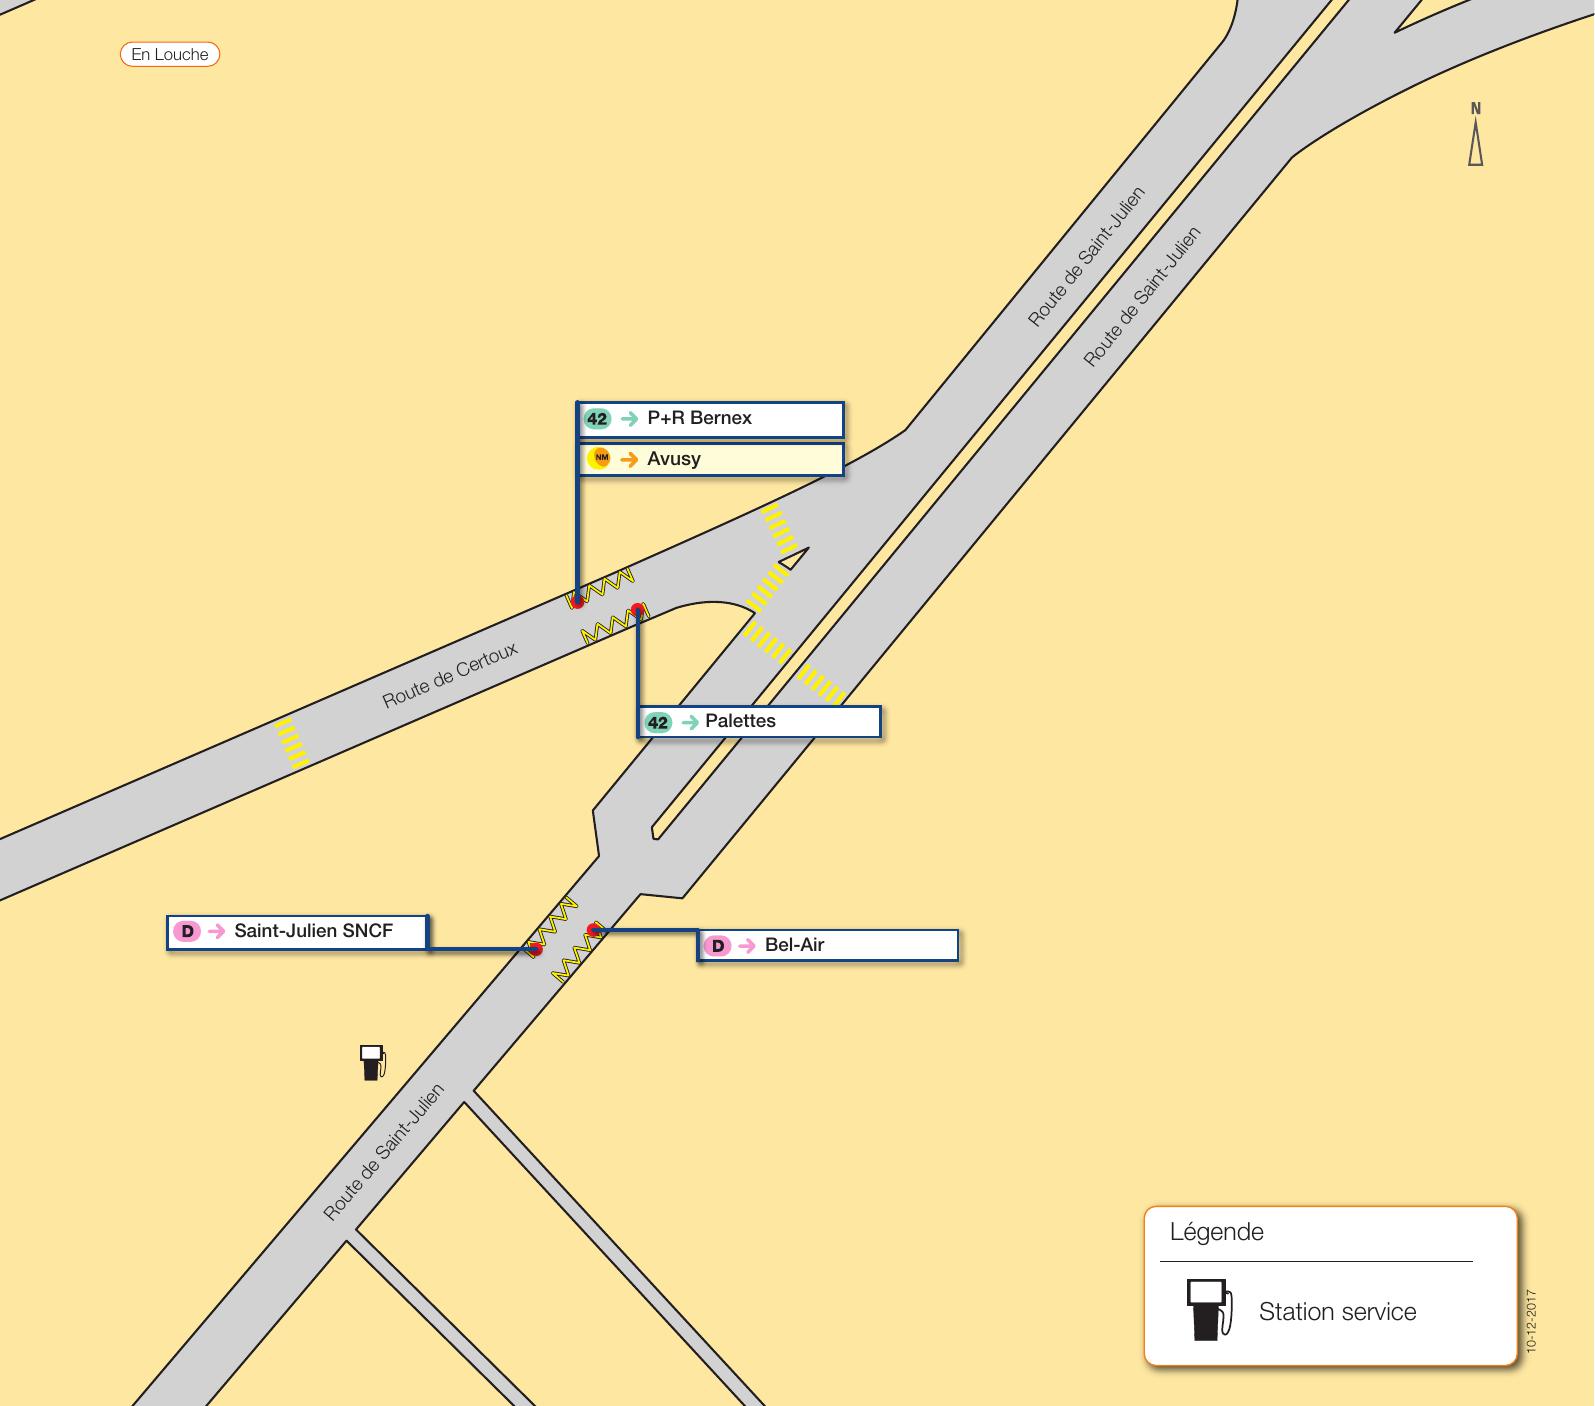 En Louche
N
Route de Saint-Julien
Route de Saint-Julien
42 → P+R Bernex
NM → Avusy
Route de Certoux
42 → Palettes
D → Saint-Julien SNCF
D → Bel-Air
Route de Saint-Julien
Légende
Station service
10-12-2017